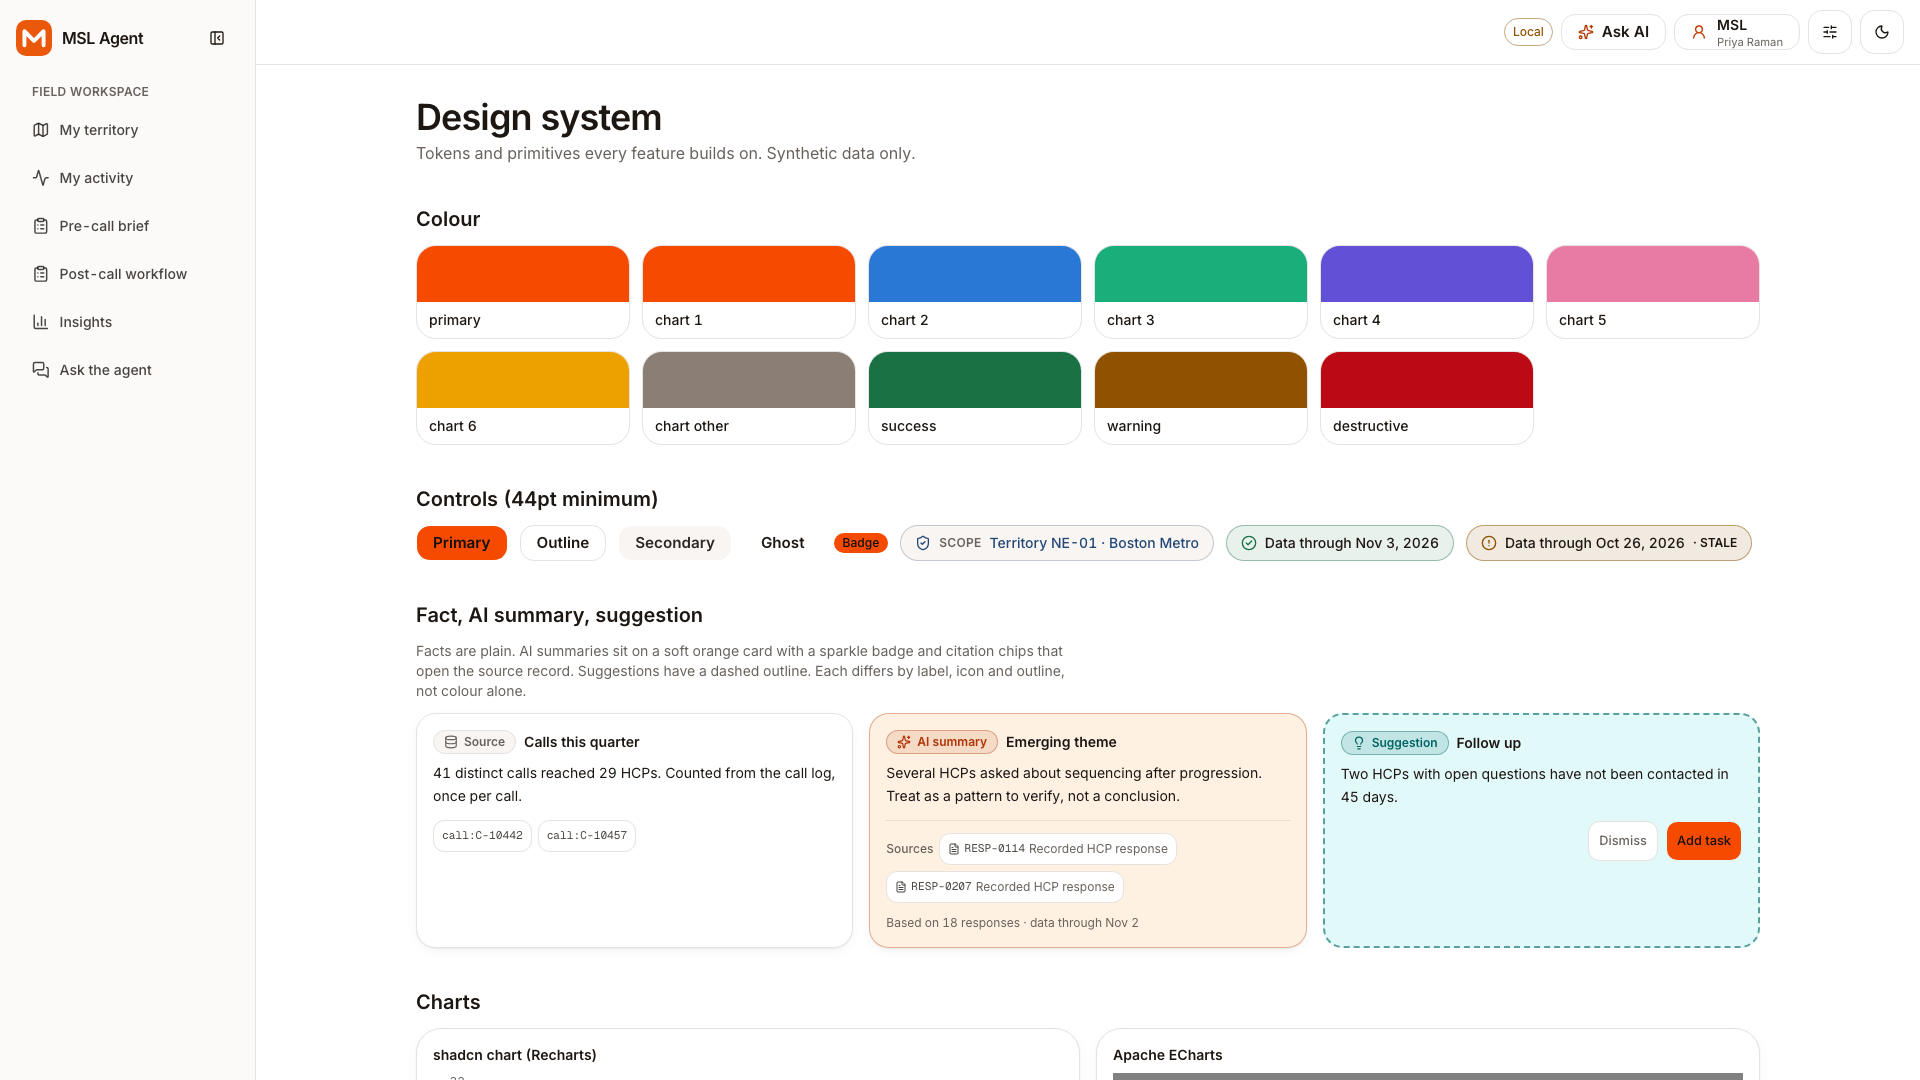 MSL Agent
Local
Ask AI
MSL
Priya Raman
FIELD WORKSPACE
My territory
My activity
Pre-call brief
Post-call workflow
Insights
Ask the agent
Design system
Tokens and primitives every feature builds on. Synthetic data only.
Colour
primary
chart 1
chart 2
chart 3
chart 4
chart 5
chart 6
chart other
success
warning
destructive
Controls (44pt minimum)
Primary
Outline
Secondary
Ghost
Badge
SCOPE Territory NE-01 · Boston Metro
Data through Nov 3, 2026
Data through Oct 26, 2026 · STALE
Fact, AI summary, suggestion
Facts are plain. AI summaries sit on a soft orange card with a sparkle badge and citation chips that
open the source record. Suggestions have a dashed outline. Each differs by label, icon and outline,
not colour alone.
Source Calls this quarter
41 distinct calls reached 29 HCPs. Counted from the call log,
once per call.
call:C-10442 call:C-10457
AI summary Emerging theme
Several HCPs asked about sequencing after progression.
Treat as a pattern to verify, not a conclusion.
Sources RESP-0114 Recorded HCP response
RESP-0207 Recorded HCP response
Based on 18 responses · data through Nov 2
Suggestion Follow up
Two HCPs with open questions have not been contacted in
45 days.
Dismiss Add task
Charts
shadcn chart (Recharts)
Apache ECharts